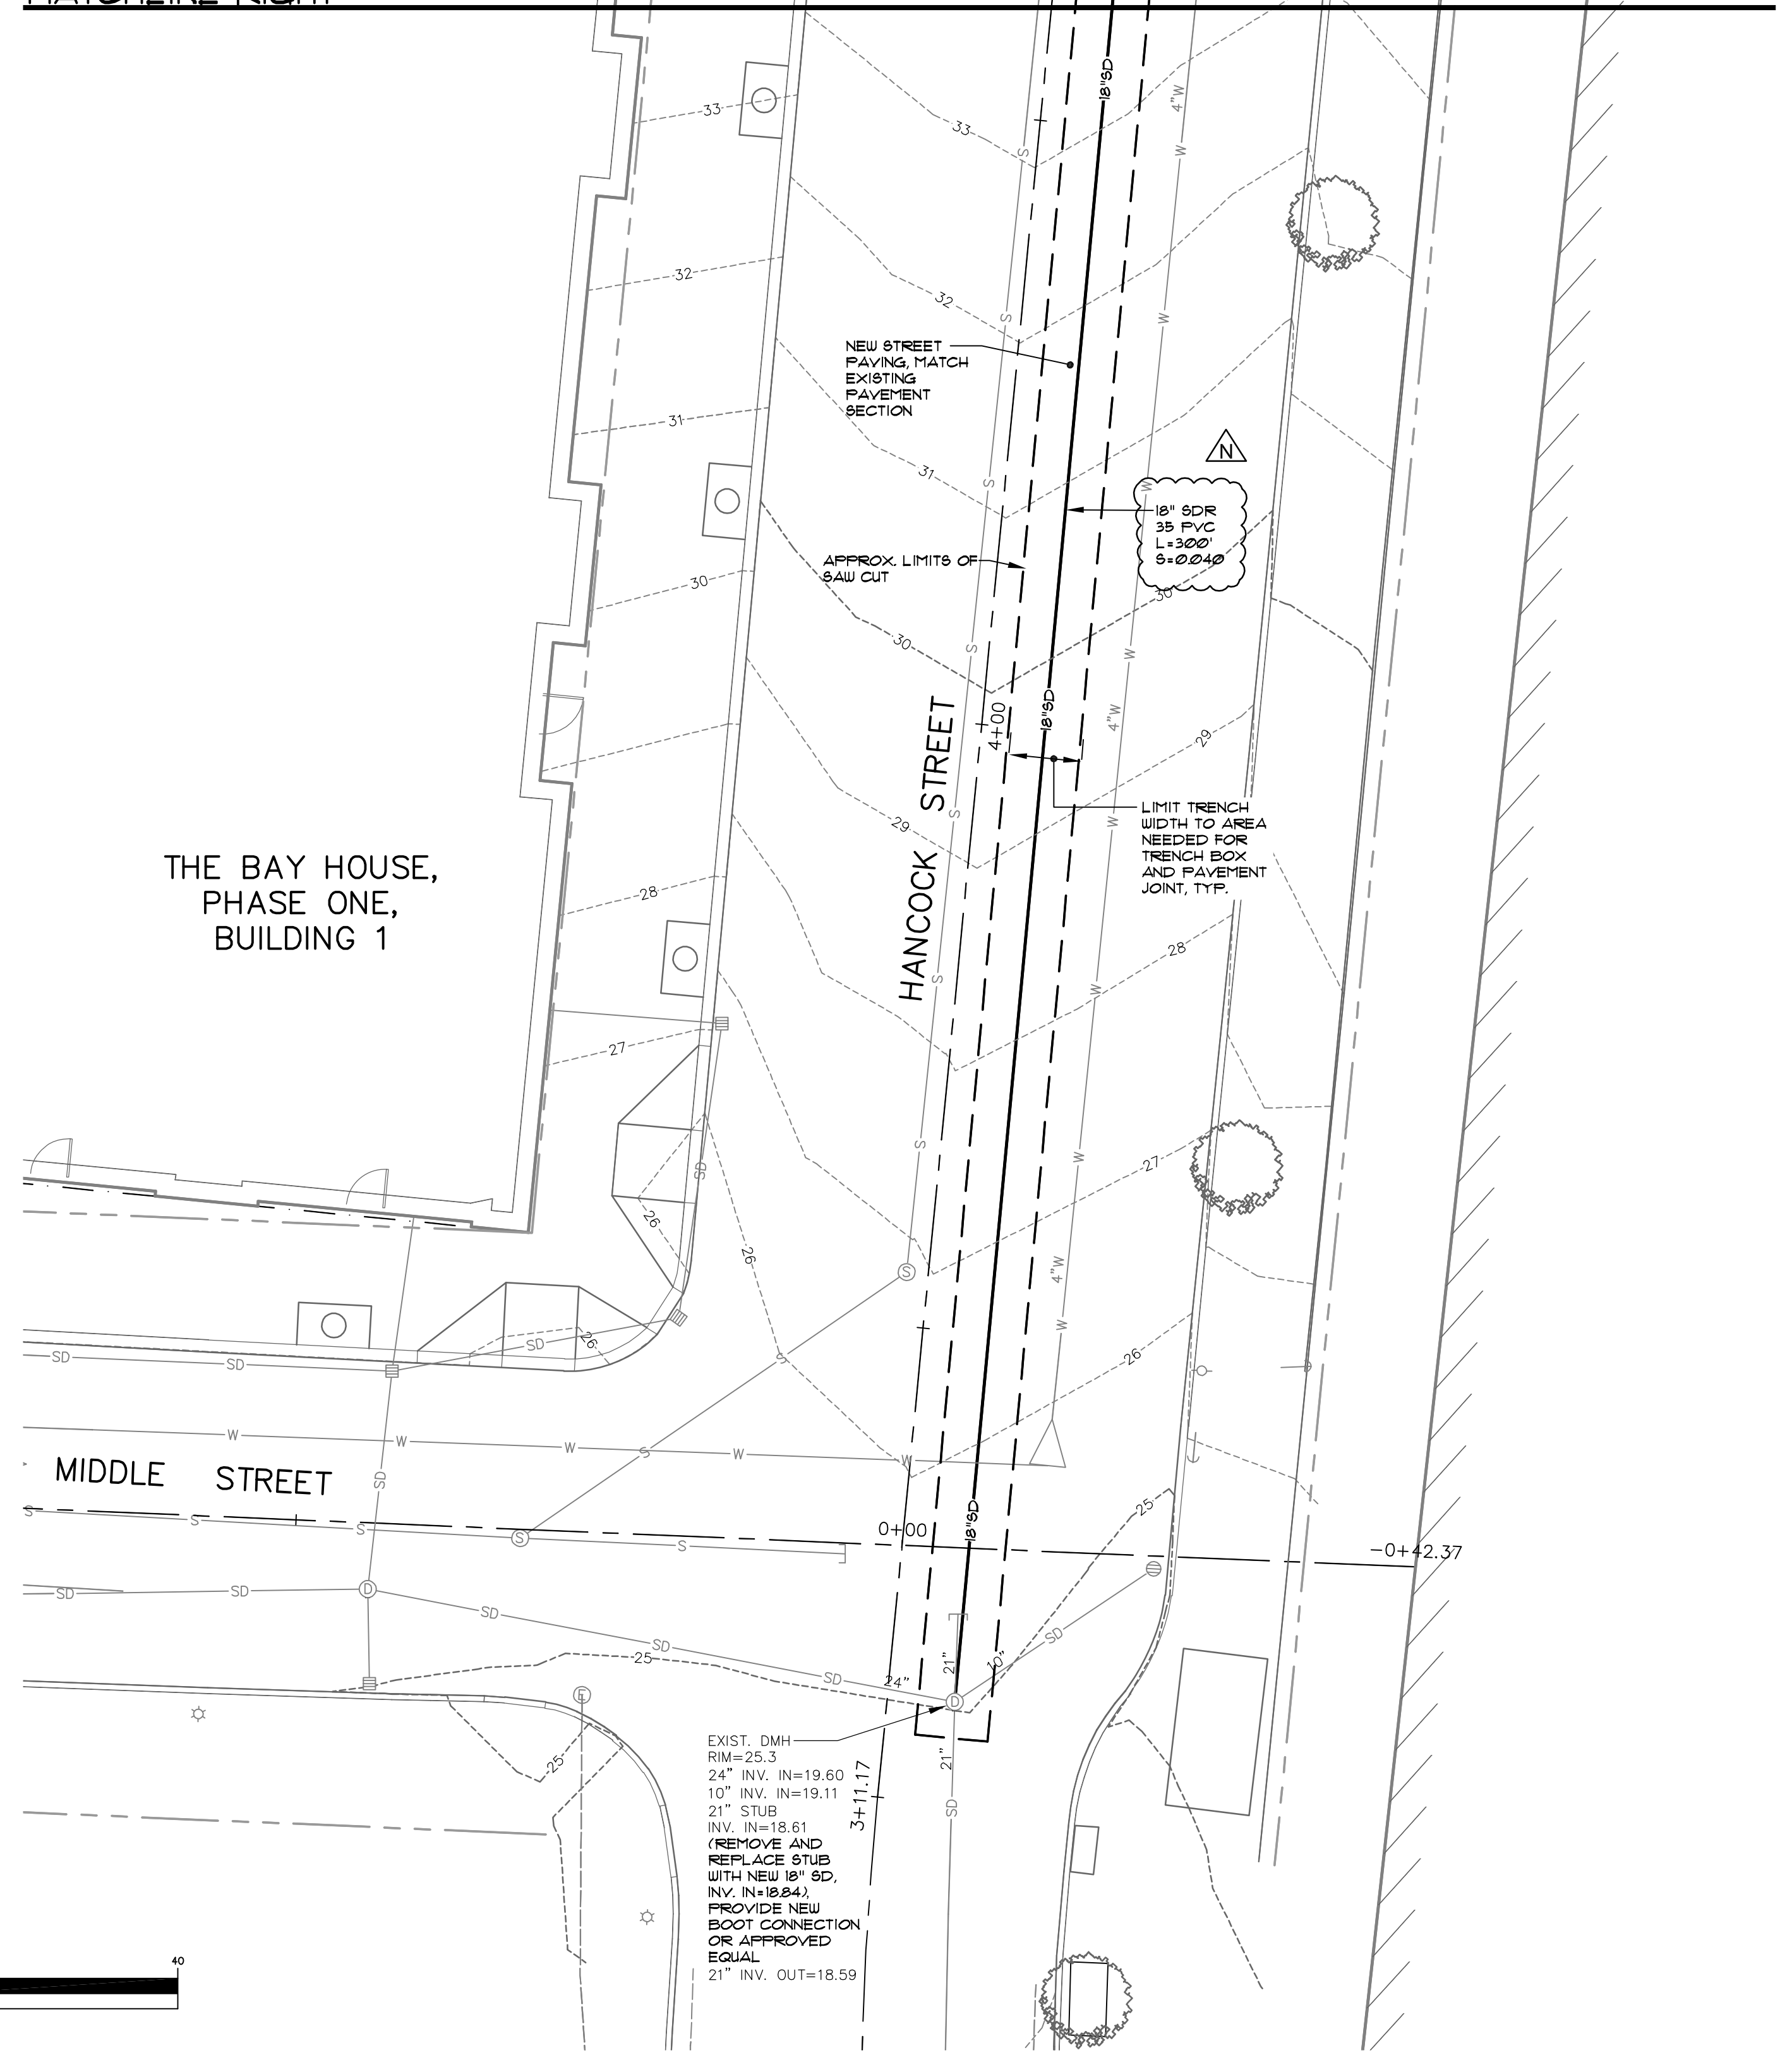 33
18"SD
4"W
33
S
W
32
32
S
W
NEW STREET
PAVING, MATCH
EXISTING
PAVEMENT
SECTION
31
N
31
S
W
18" SDR
35 PVC
L=300'
S=0.040
APPROX. LIMITS OF
SAW CUT
30
30
30
S
W
HANCOCK STREET
4+00
18"SD
4"W
29
29
S
W
LIMIT TRENCH
WIDTH TO AREA
NEEDED FOR
TRENCH BOX
AND PAVEMENT
JOINT, TYP.
THE BAY HOUSE,
PHASE ONE,
BUILDING 1
28
28
S
W
27
S
W
27
SD
26
26
S
4"W
W
26
SD
26
SD
SD
S
W
W
W
W
W
S
SD
MIDDLE STREET
S
S
S
S
S
18"SD
25
0+00
-0+42.37
SD
SD
D
SD
SD
SD
SD
25
24"
21"
10"
D
E
25
21"
SD
3+11.17
EXIST. DMH
RIM=25.3
24" INV. IN=19.60
10" INV. IN=19.11
21" STUB
INV. IN=18.61
(REMOVE AND
REPLACE STUB
WITH NEW 18" SD,
INV. IN=18.84),
PROVIDE NEW
BOOT CONNECTION
OR APPROVED
EQUAL
21" INV. OUT=18.59
40